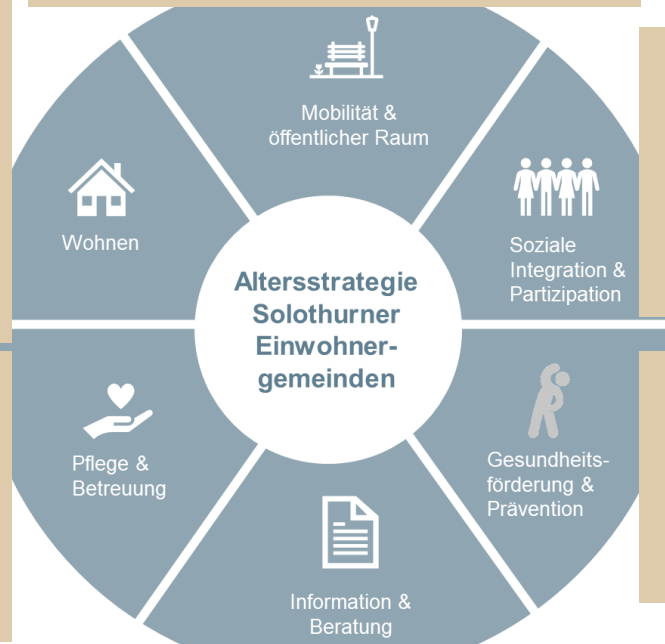 Mobilität &
öffentlicher Raum
Wohnen
Soziale
Integration &
Partizipation
Altersstrategie
Solothurner
Einwohner-
gemeinden
Pflege &
Betreuung
Gesundheits-
förderung &
Prävention
Information &
Beratung